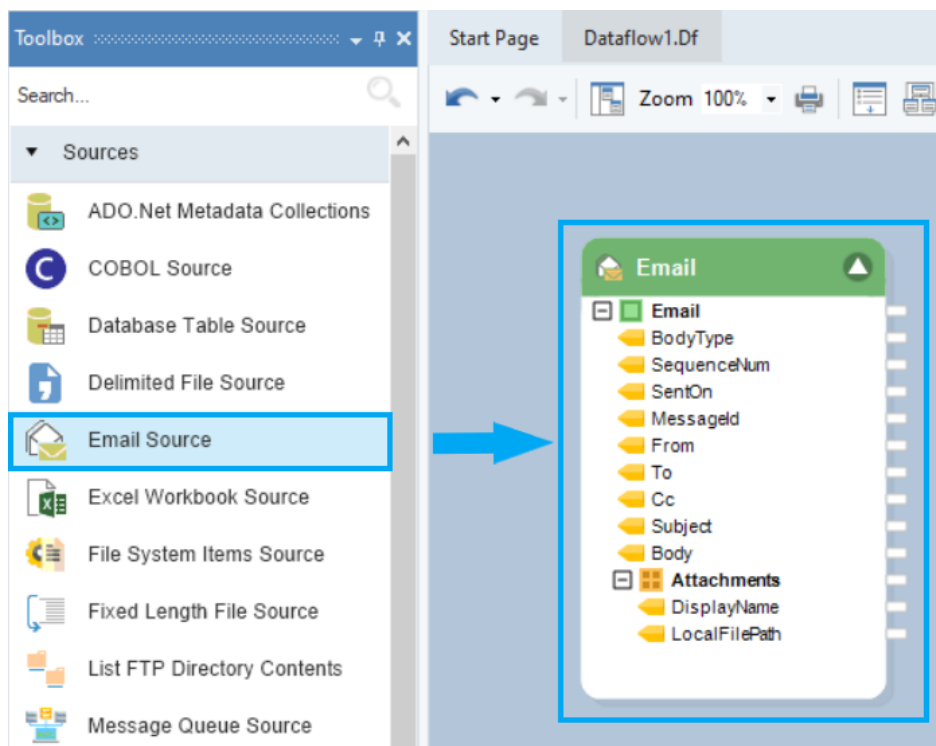 Toolbox
Start Page
Dataflow1.Df
Search...
Zoom 100%
Sources
ADO.Net Metadata Collections
COBOL Source
Database Table Source
Delimited File Source
Email Source
Excel Workbook Source
File System Items Source
Fixed Length File Source
List FTP Directory Contents
Message Queue Source
Email
Email
BodyType
SequenceNum
SentOn
MessageId
From
To
Cc
Subject
Body
Attachments
DisplayName
LocalFilePath